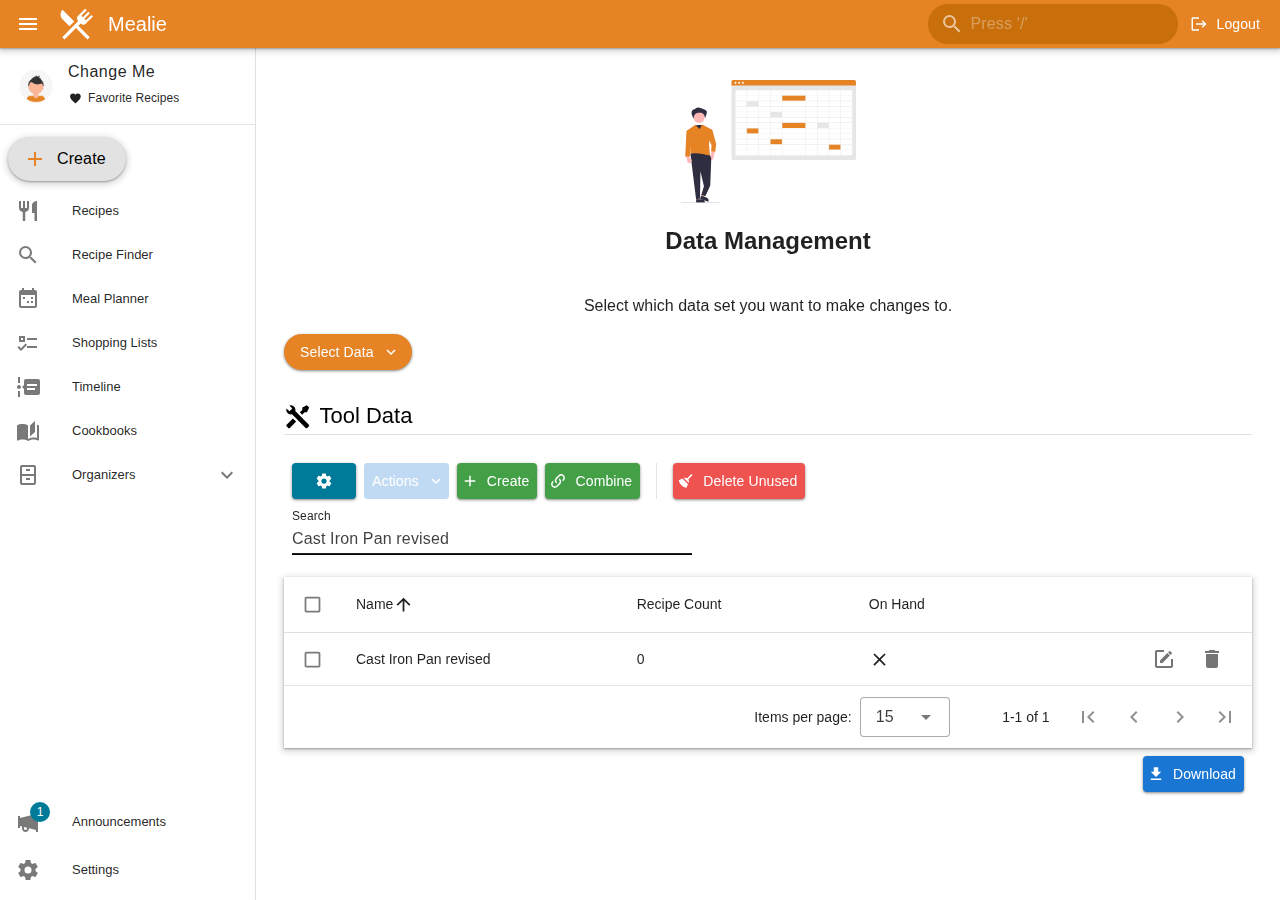 Mealie
Press '/'
Logout
Change Me
Favorite Recipes
Create
Recipes
Recipe Finder
Meal Planner
Shopping Lists
Timeline
Cookbooks
Organizers
1
Announcements
Settings
Data Management
Select which data set you want to make changes to.
Select Data
Tool Data
Actions
Create
Combine
Delete Unused
Search
Cast Iron Pan revised
Name
Recipe Count
On Hand
Cast Iron Pan revised
0
Items per page:
15
1-1 of 1
Download